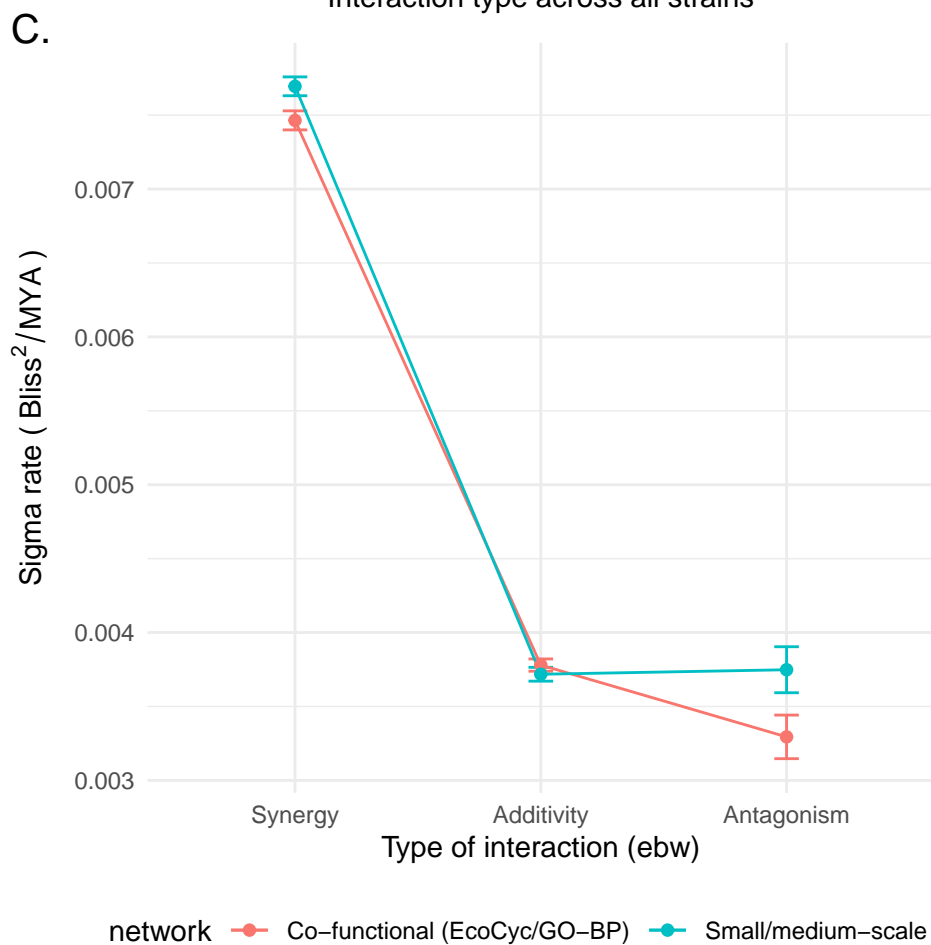 Interaction type across all strains
C.
0.007
0.006
0.005
0.004
0.003
Sigma rate ( Bliss²/MYA )
Synergy Additivity Antagonism
Type of interaction (ebw)
network Co−functional (EcoCyc/GO−BP) Small/medium−scale